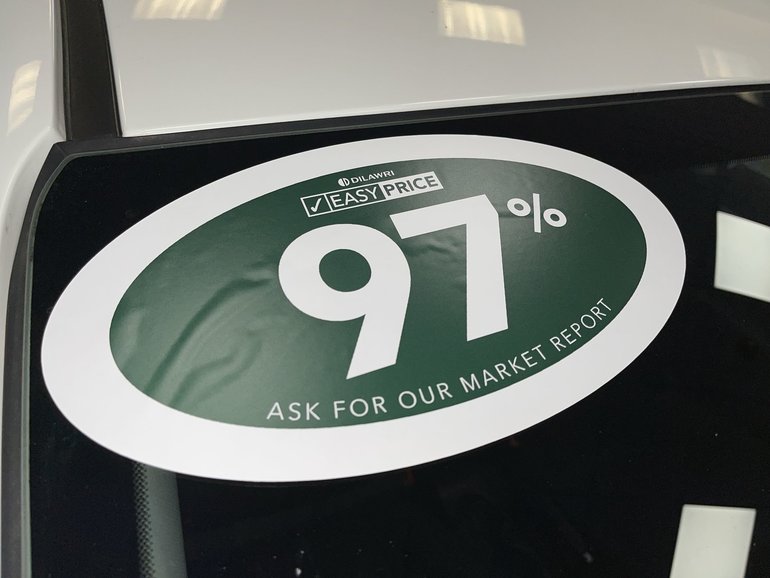 DILAWRI
EASY PRICE
97%
ASK FOR OUR MARKET REPORT